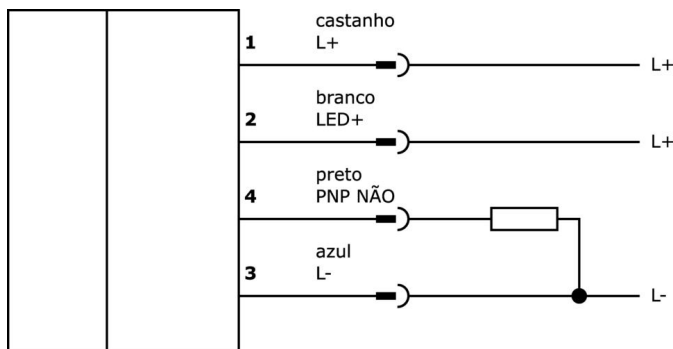 castanho
1 L+ L+
branco
2 LED+ L+
preto
4 PNP NÃO
azul
3 L- L-